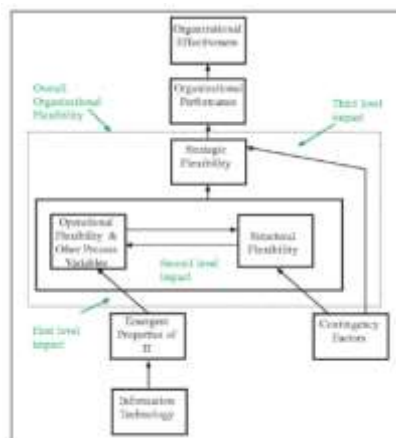 Organizational
Effectiveness
Overall
Organizational
Flexibility
Organizational
Performance
Third level
impact
Strategic
Flexibility
Operational
Flexibility &
Other Process
Variables
Structural
Flexibility
Second level
impact
First level
impact
Emergent
Properties of
IT
Contingency
Factors
Information
Technology